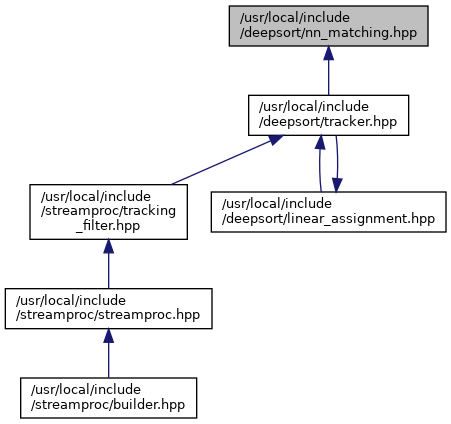 /usr/local/include
/deepsort/nn_matching.hpp
/usr/local/include
/deepsort/tracker.hpp
/usr/local/include
/streamproc/tracking
_filter.hpp
/usr/local/include
/deepsort/linear_assignment.hpp
/usr/local/include
/streamproc/streamproc.hpp
/usr/local/include
/streamproc/builder.hpp